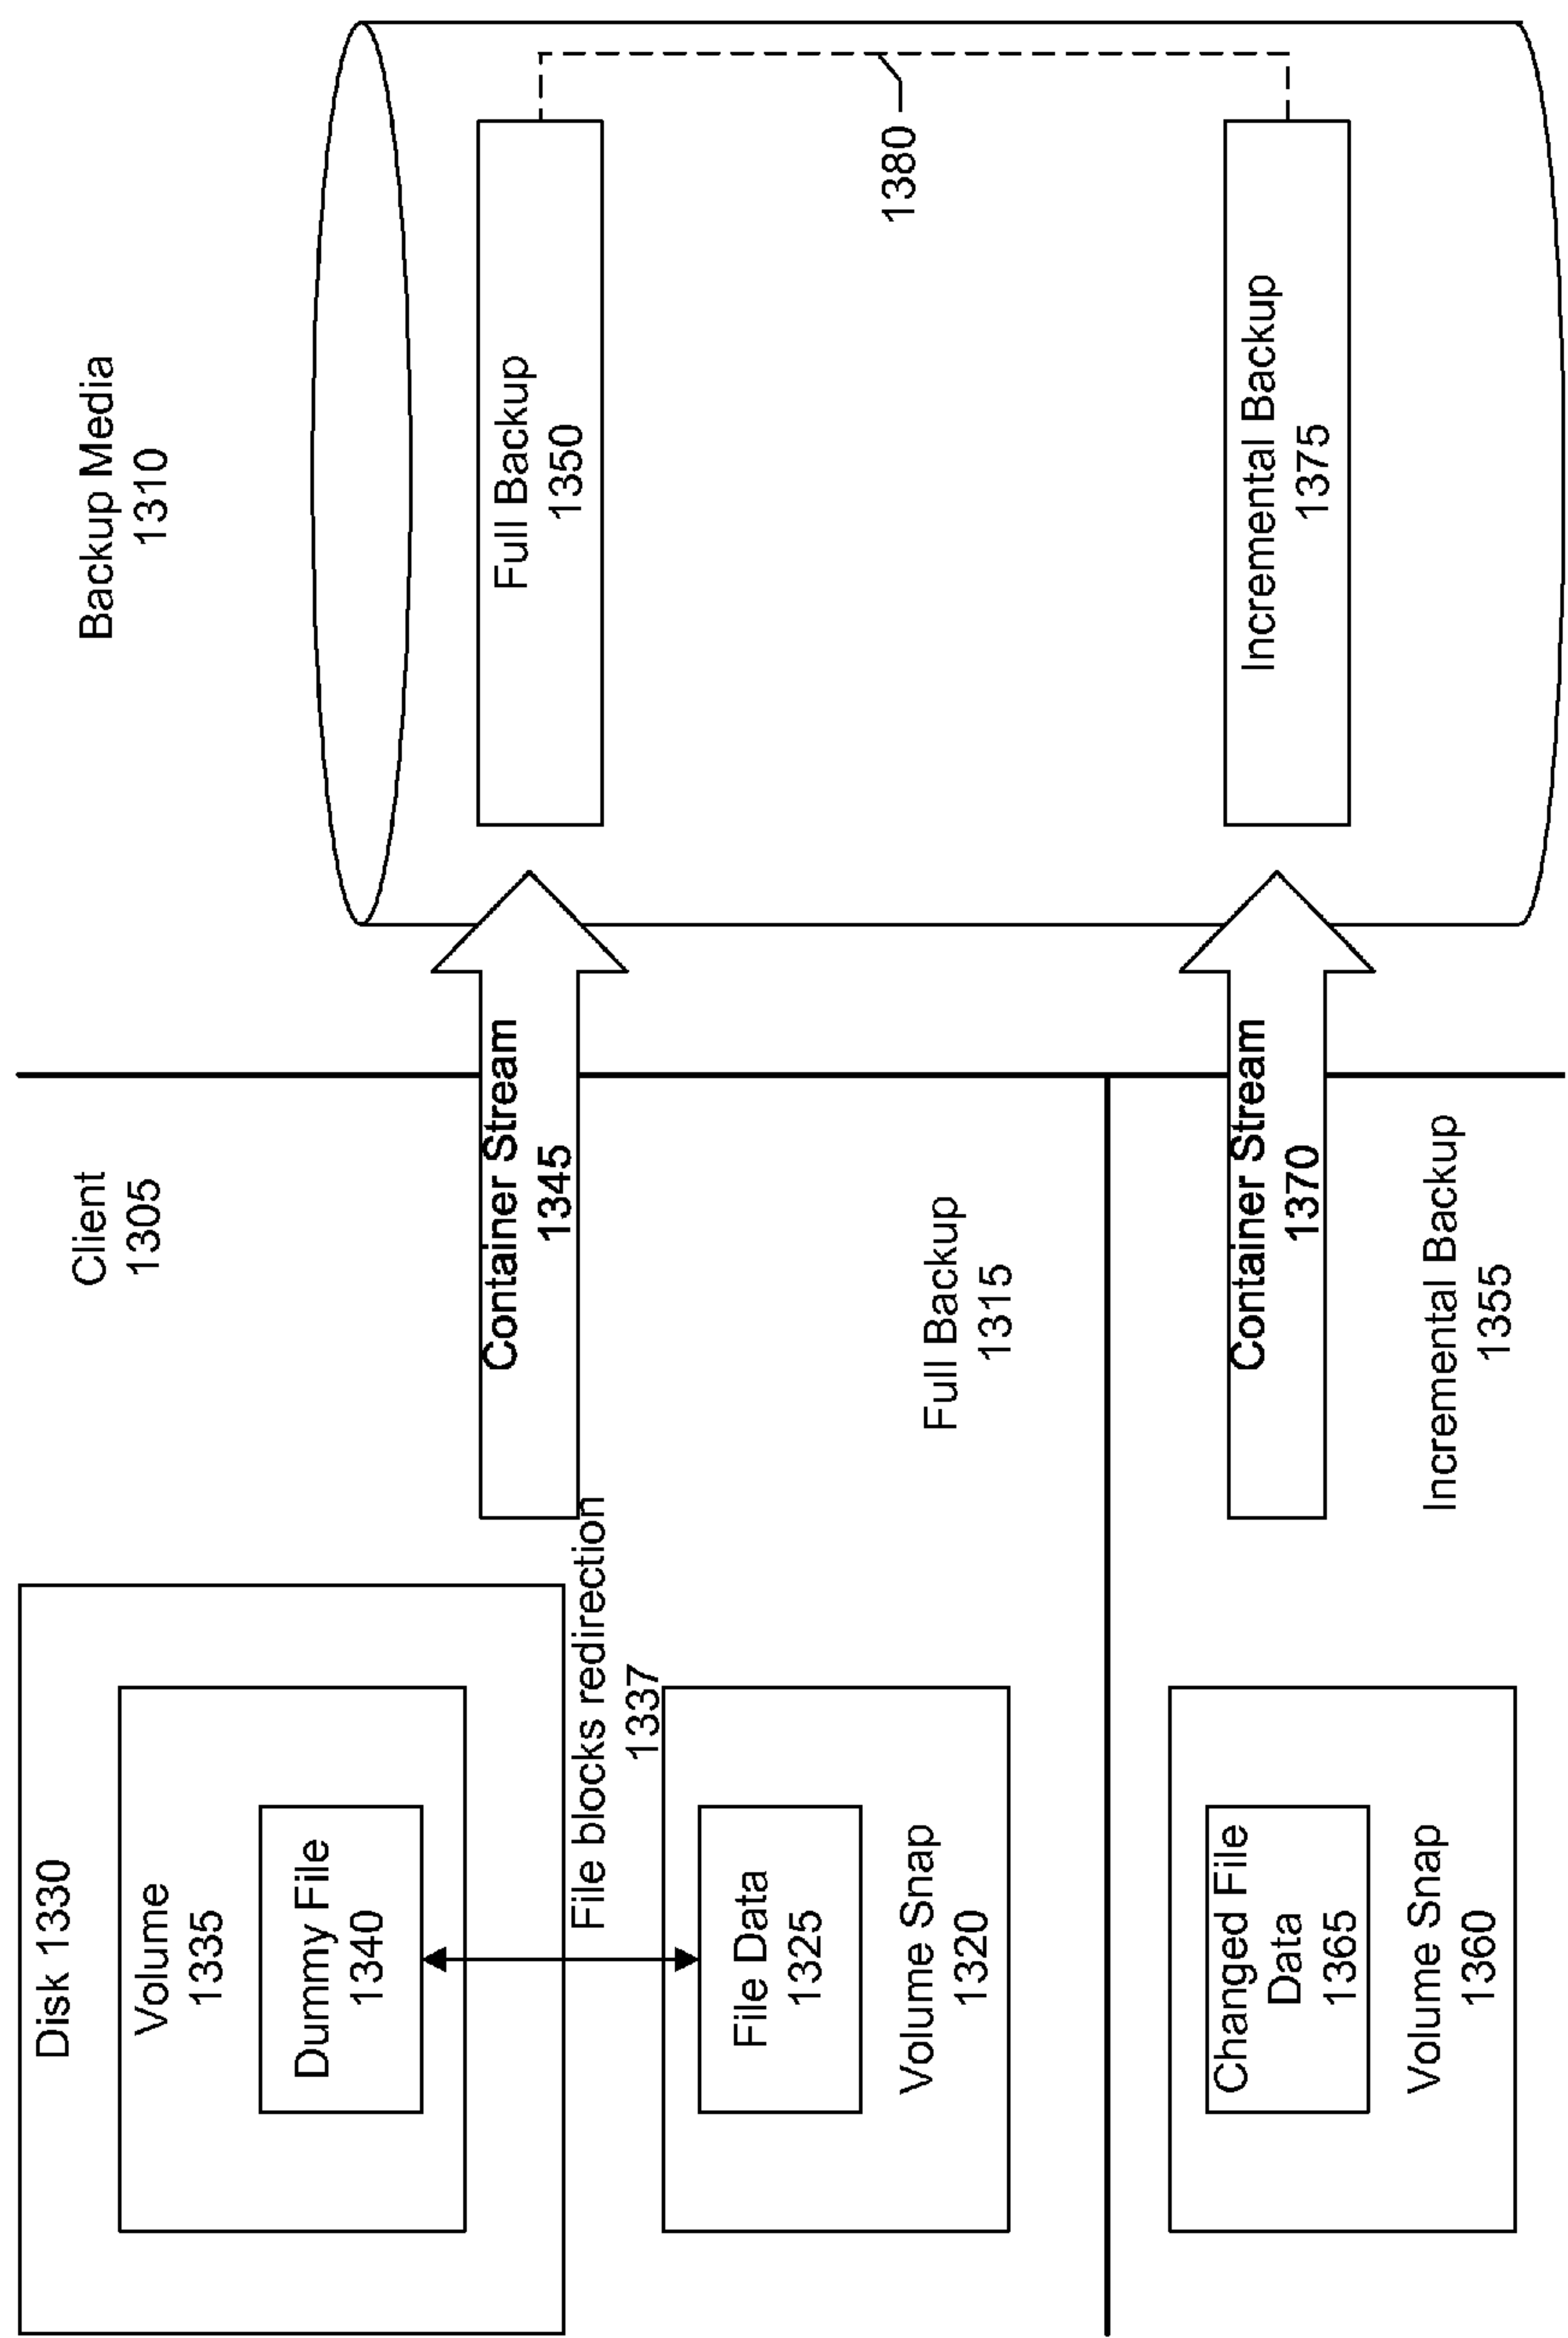 Client
1305
Backup Media
1310
Disk 1330
Volume
1335
Dummy File
1340
File blocks redirection
1337
File Data
1325
Volume Snap
1320
Container Stream
1345
Full Backup
1315
Full Backup
1350
1380
Changed File
Data
1365
Volume Snap
1360
Container Stream
1370
Incremental Backup
1355
Incremental Backup
1375